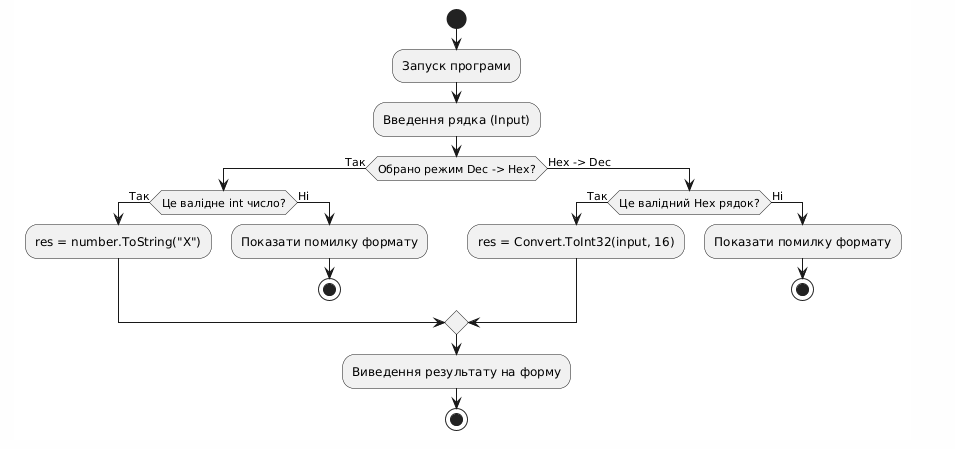 Запуск програми
Введення рядка (Input)
Так
Обрано режим Dec -> Hex?
Hex -> Dec
Так
Це валідне int число?
Ні
Так
Це валідний Hex рядок?
Ні
res = number.ToString("X")
Показати помилку формату
res = Convert.ToInt32(input, 16)
Показати помилку формату
Виведення результату на форму